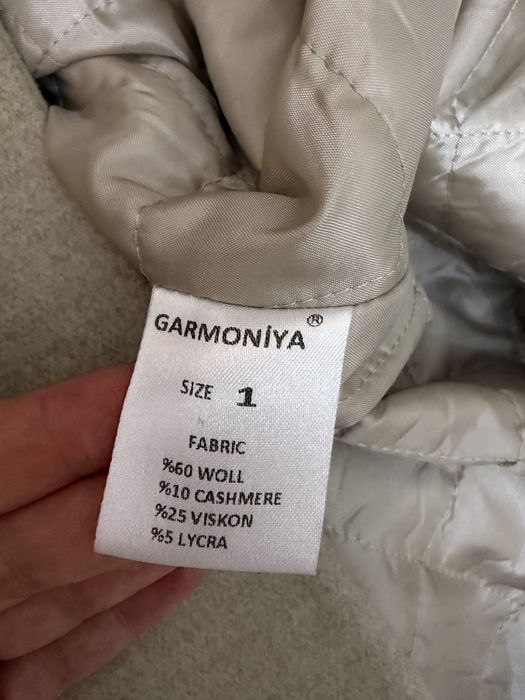 GARMONİYA ®
SIZE 1
FABRIC
%60 WOLL
%10 CASHMERE
%25 VISKON
%5 LYCRA